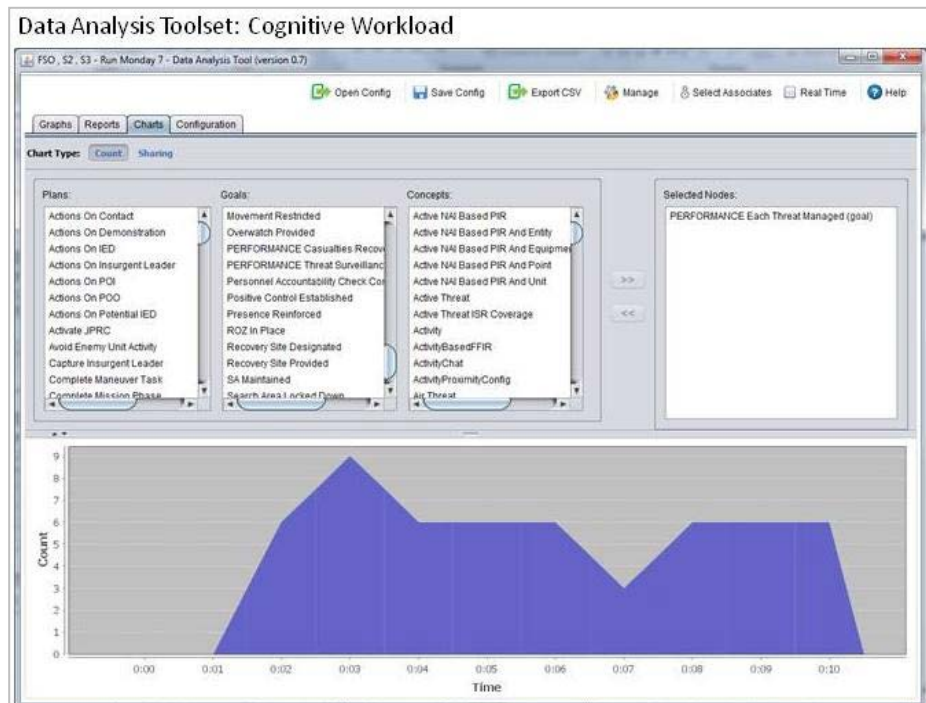 Data Analysis Toolset: Cognitive Workload
FSO , S2 , S3 - Run Monday 7 - Data Analysis Tool (version 0.7)
Open Config Save Config Export CSV Manage Select Associates Real Time Help
Graphs Reports Charts Configuration
Chart Type: Count Sharing
Plans:
Actions On Contact
Actions On Demonstration
Actions On IED
Actions On Insurgent Leader
Actions On POI
Actions On POO
Actions On Potential IED
Activate JPRC
Avoid Enemy Unit Activity
Capture Insurgent Leader
Complete Maneuver Task
Complete Mission Phase
Goals:
Movement Restricted
Overwatch Provided
PERFORMANCE Casualties Recov
PERFORMANCE Threat Surveillanc
Personnel Accountability Check Co
Positive Control Established
Presence Reinforced
ROZ In Place
Recovery Site Designated
Recovery Site Provided
SA Maintained
Search Area Locked Down
Concepts:
Active NAI Based PIR
Active NAI Based PIR And Entity
Active NAI Based PIR And Equipme
Active NAI Based PIR And Point
Active NAI Based PIR And Unit
Active Threat
Active Threat ISR Coverage
Activity
ActivityBasedFFIR
ActivityChat
ActivityProximityConfig
Air Threat
>>
<<
Selected Nodes:
PERFORMANCE Each Threat Managed (goal)
9
8
7
6
5
4
3
2
1
0
Count
0:00 0:01 0:02 0:03 0:04 0:05 0:06 0:07 0:08 0:09 0:10
Time